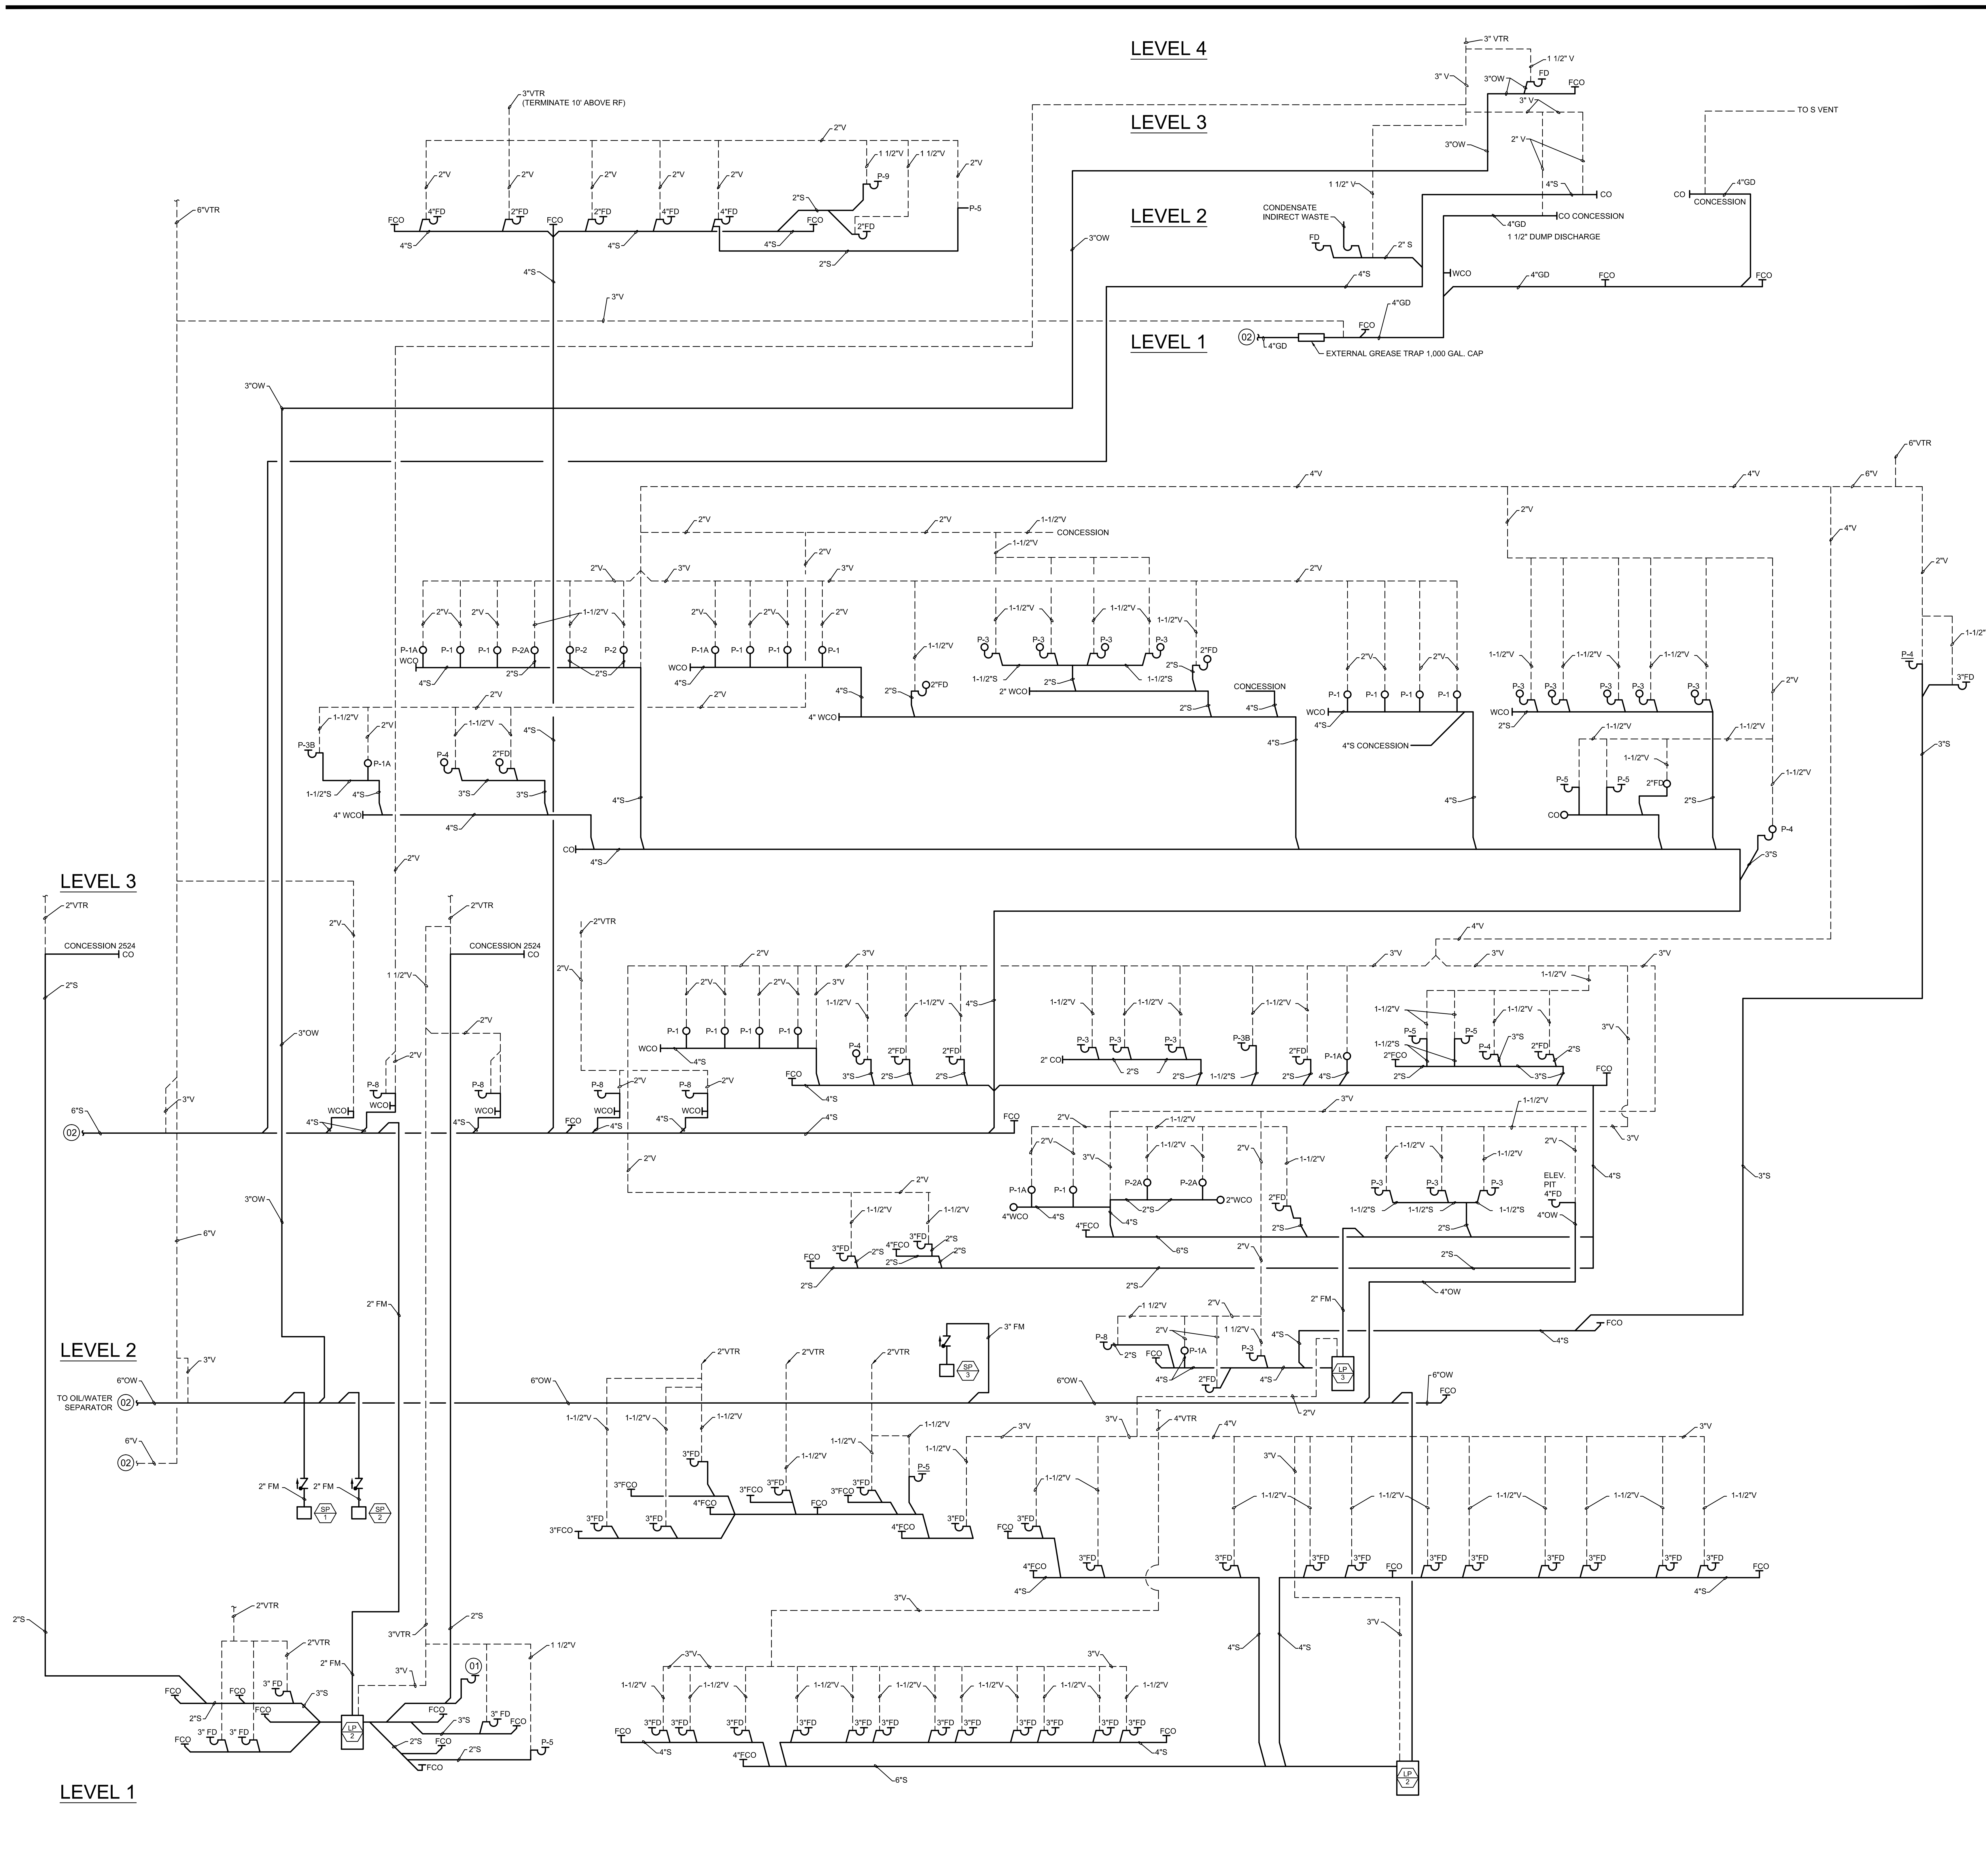 LEVEL 4
3" VTR
1 1/2" V
3" V
3"OW
FD
FCO
3" V
3"VTR
(TERMINATE 10' ABOVE RF)
LEVEL 3
TO S VENT
2"V
3"OW
2" V
1 1/2"V
1 1/2"V
2"V
2"V
2"V
2"V
2"V
2"V
P-9
1 1/2" V
4"S
CO
CO
4"GD
CONCESSION
2"S
P-5
6"VTR
FCO
4"FD
2"FD
FCO
2"FD
4"FD
4"FD
FCO
2"FD
LEVEL 2
CONDENSATE
INDIRECT WASTE
CO CONCESSION
4"GD
1 1/2" DUMP DISCHARGE
4"S
4"S
4"S
2"S
3"OW
FD
2" S
4"S
4"S
WCO
4"GD
FCO
FCO
3"V
4"GD
LEVEL 1
02
4"GD
FCO
EXTERNAL GREASE TRAP 1,000 GAL. CAP
3"OW
6"VTR
4"V
4"V
6"V
2"V
2"V
1-1/2"V
CONCESSION
2"V
4"V
2"V
1-1/2"V
2"V
2"V
3"V
3"V
2"V
2"V
2"V
1-1/2"V
2"V
2"V
2"V
1-1/2"V
1-1/2"V
1-1/2"V
1-1/2"
P-1A
P-1
P-1
P-2A
P-2
P-2
WCO
P-1A
P-1
P-1
P-1
WCO
1-1/2"V
P-3
P-3
P-3
P-3
2"FD
2"V
2"V
1-1/2"V
1-1/2"V
1-1/2"V
P-4
4"S
2"S
2"S
4"S
4"S
2"S
2"FD
1-1/2"S
2"S
1-1/2"S
2"S
2" WCO
CONCESSION
P-1
P-1
P-1
P-1
P-3
P-3
P-3
P-3
P-3
2"V
3"FD
2"V
2"V
4" WCO
2"S
4"S
WCO
4"S
WCO
2"S
1-1/2"V
2"V
1-1/2"V
4"S
4"S
4"S CONCESSION
1-1/2"V
1-1/2"V
1-1/2"V
3"S
P-3B
P-1A
P-4
2"FD
1-1/2"S
4"S
3"S
3"S
4"S
4"S
P-5
P-5
2"FD
2"S
1-1/2"V
4" WCO
4"S
CO
P-4
CO
4"S
3"S
2"V
LEVEL 3
2"VTR
2"V
2"VTR
2"VTR
4"V
CONCESSION 2524
CO
CONCESSION 2524
CO
2"V
3"V
3"V
3"V
3"V
2"S
1 1/2"V
2"V
2"V
2"V
3"V
1-1/2"V
1-1/2"V
4"S
1-1/2"V
1-1/2"V
1-1/2"V
1-1/2"V
1-1/2"V
1-1/2"V
3"OW
2"V
P-1
P-1
P-1
P-1
WCO
4"S
P-4
2"FD
2"FD
P-3
P-3
P-3
P-3B
2"FD
P-1A
P-5
P-5
P-4
3"S
2"FD
2"S
3"V
1-1/2"S
2" CO
2"FCO
2"V
3"S
2"S
2"S
2"S
2"S
1-1/2"S
2"S
4"S
2"S
3"S
FCO
P-8
P-8
P-8
2"V
P-8
2"V
FCO
4"S
3"V
WCO
WCO
WCO
WCO
6"S
02
4"S
4"S
FCO
4"S
4"S
4"S
FCO
3"V
1-1/2"V
3"V
2"V
1-1/2"V
2"V
3"V
1-1/2"V
2"V
1-1/2"V
1-1/2"V
1-1/2"V
2"V
2"V
4"S
3"S
P-1A
P-1
P-2A
P-2A
2"WCO
2"FD
P-3
P-3
P-3
ELEV.
PIT
4"FD
4"OW
2"V
3"OW
4"WCO
4"S
4"S
2"S
2"S
1-1/2"S
1-1/2"S
1-1/2"S
2"S
1-1/2"V
1-1/2"V
4"FCO
6"S
6"V
FCO
3"FD
2"S
4"FCO
3"FD
2"S
2"S
2"S
2"V
2"S
2"S
2"S
4"OW
2" FM
2" FM
3" FM
1 1/2"V
2"V
FCO
LEVEL 2
SP
3
P-8
2"S
FCO
2"V
P-1A
1 1/2"V
P-3
4"S
4"S
2"VTR
2"VTR
2"VTR
3"V
4"S
2"FD
4"S
LP
3
6"OW
TO OIL/WATER
SEPARATOR
02
6"OW
6"OW
6"OW
FCO
2"V
6"V
02
1-1/2"V
1-1/2"V
1-1/2"V
1-1/2"V
1-1/2"V
3"V
3"V
4"VTR
4"V
3"V
1-1/2"V
1-1/2"V
3"FD
P-5
3"V
1-1/2"V
2" FM
2" FM
SP
1
SP
2
3"FCO
3"FD
3"FCO
3"FD
3"FCO
1-1/2"V
1-1/2"V
1-1/2"V
1-1/2"V
1-1/2"V
4"FCO
FCO
3"FCO
3"FD
3"FD
4"FCO
3"FD
FCO
3"FD
4"FCO
3"FD
3"FD
3"FD
3"FD
FCO
3"FD
3"FD
3"FD
3"FD
3"FD
3"FD
FCO
4"S
4"S
2"S
2"VTR
3"V
2"VTR
3"VTR
2"S
1 1/2"V
3"V
4"S
4"S
2" FM
3"V
01
3"V
3"V
FCO
FCO
3" FD
3"S
1-1/2"V
1-1/2"V
1-1/2"V
1-1/2"V
1-1/2"V
1-1/2"V
1-1/2"V
2"S
FCO
FCO
3"S
3" FD
FCO
FCO
3" FD
3" FD
LP
2
2"S
FCO
2"S
P-5
FCO
FCO
3"FD
3"FD
3"FD
3"FD
3"FD
3"FD
3"FD
3"FD
3"FD
3"FD
3"FD
3"FD
FCO
4"S
4"FCO
4"S
6"S
LP
2
LEVEL 1